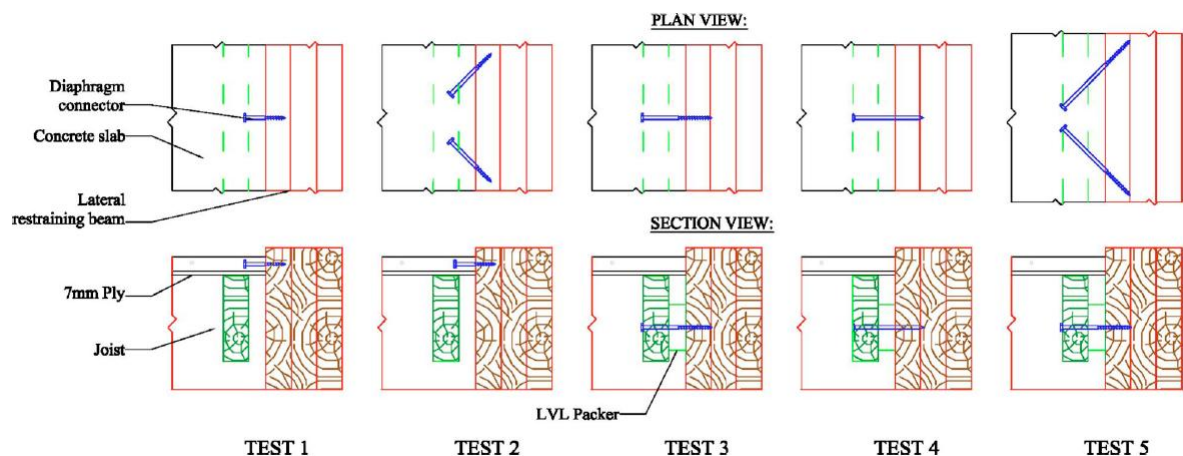 PLAN VIEW:
Diaphragm
connector
Concrete slab
Lateral
restraining beam
SECTION VIEW:
7mm Ply
Joist
LVL Packer
TEST 1
TEST 2
TEST 3
TEST 4
TEST 5